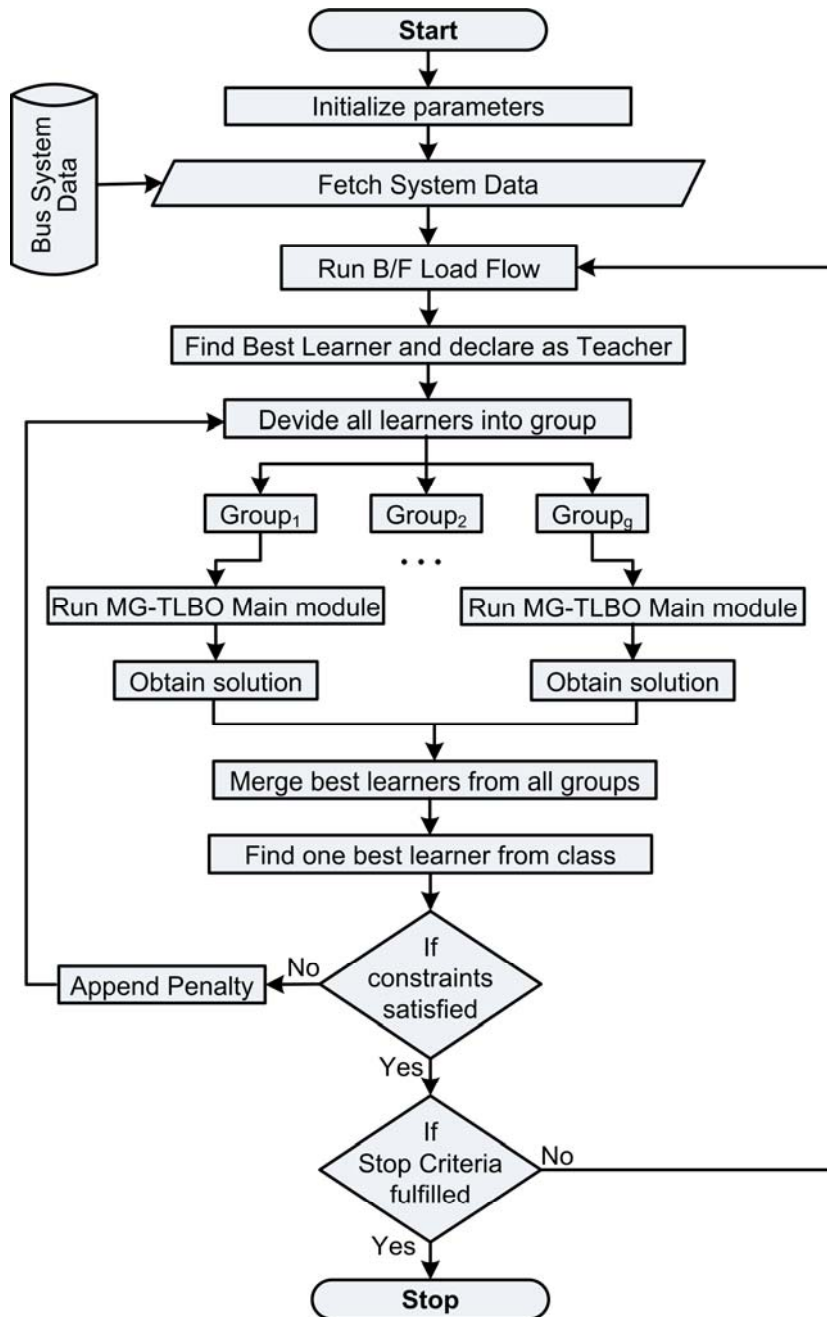 Start
Initialize parameters
Bus System
Data
Fetch System Data
Run B/F Load Flow
Find Best Learner and declare as Teacher
Devide all learners into group
Group1
Group2
Groupg
...
Run MG-TLBO Main module
Run MG-TLBO Main module
Obtain solution
Obtain solution
Merge best learners from all groups
Find one best learner from class
If
constraints
satisfied
No
Append Penalty
Yes
If
Stop Criteria
fulfilled
No
Yes
Stop